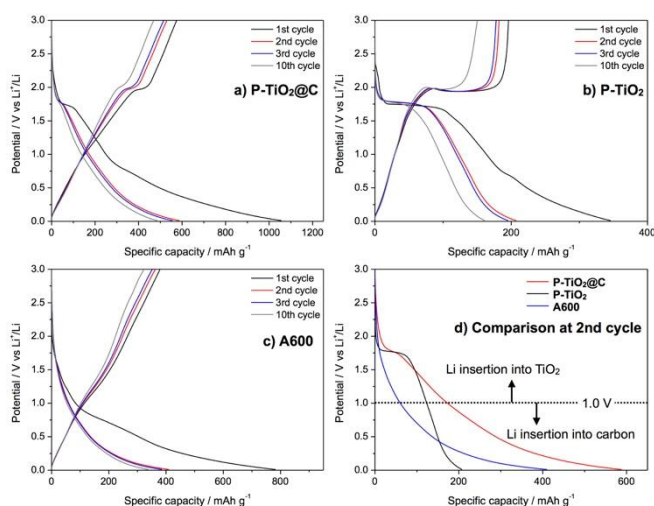 1st cycle
2nd cycle
3rd cycle
10th cycle
a) P-TiO₂@C
Potential / V vs Li⁺/Li
3.0
2.5
2.0
1.5
1.0
0.5
0.0
0 200 400 600 800 1000 1200
Specific capacity / mAh g⁻¹
1st cycle
2nd cycle
3rd cycle
10th cycle
b) P-TiO₂
Potential / V vs Li⁺/Li
3.0
2.5
2.0
1.5
1.0
0.5
0.0
0 200 400
Specific capacity / mAh g⁻¹
1st cycle
2nd cycle
3rd cycle
10th cycle
c) A600
Potential / V vs Li⁺/Li
3.0
2.5
2.0
1.5
1.0
0.5
0.0
0 200 400 600 800
Specific capacity / mAh g⁻¹
P-TiO₂@C
P-TiO₂
A600
d) Comparison at 2nd cycle
Li insertion into TiO₂
1.0 V
Li insertion into carbon
Potential / V vs Li⁺/Li
3.0
2.5
2.0
1.5
1.0
0.5
0.0
0 200 400 600
Specific capacity / mAh g⁻¹